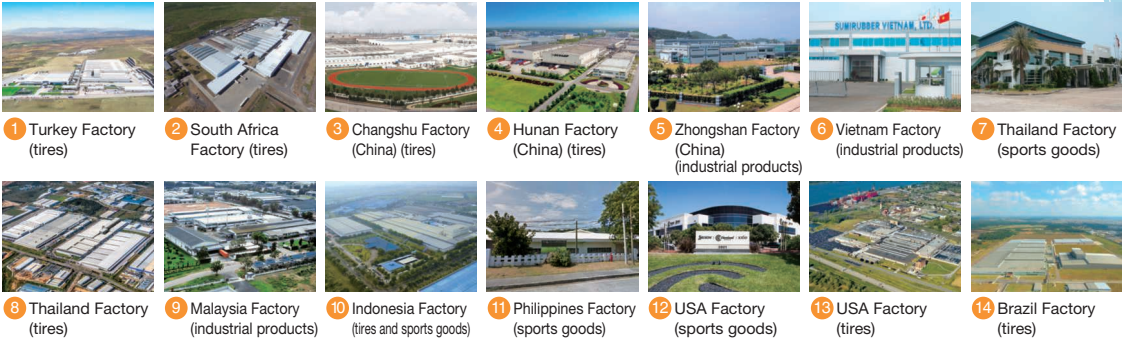 SUMIRUBBER VIETNAM, LTD.
1 Turkey Factory
(tires)
2 South Africa
Factory (tires)
3 Changshu Factory
(China) (tires)
4 Hunan Factory
(China) (tires)
5 Zhongshan Factory
(China)
(industrial products)
6 Vietnam Factory
(industrial products)
7 Thailand Factory
(sports goods)
8 Thailand Factory
(tires)
9 Malaysia Factory
(industrial products)
10 Indonesia Factory
(tires and sports goods)
11 Philippines Factory
(sports goods)
12 USA Factory
(sports goods)
13 USA Factory
(tires)
14 Brazil Factory
(tires)